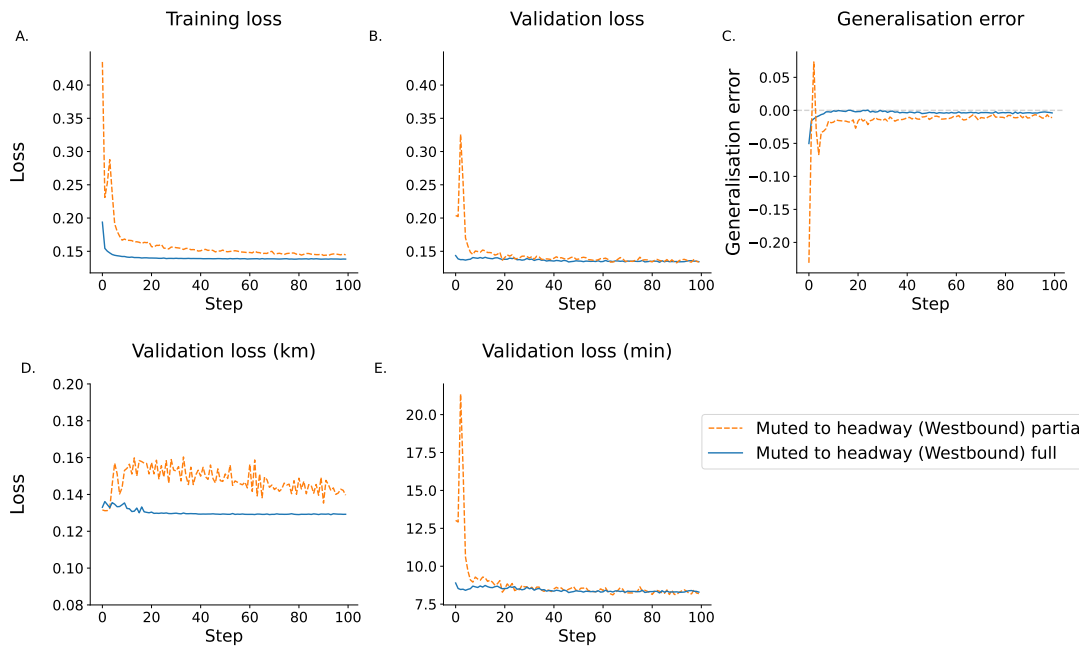 Training loss
Validation loss
Generalisation error
A.
B.
C.
Loss
0.40
0.35
0.30
0.25
0.20
0.15
0 20 40 60 80 100
Step
0.40
0.35
0.30
0.25
0.20
0.15
0 20 40 60 80 100
Step
Generalisation error
0.05
0.00
−0.05
−0.10
−0.15
−0.20
0 20 40 60 80 100
Step
Validation loss (km)
Validation loss (min)
D.
E.
Loss
0.20
0.18
0.16
0.14
0.12
0.10
0.08
0 20 40 60 80 100
Step
20.0
17.5
15.0
12.5
10.0
7.5
0 20 40 60 80 100
Step
Muted to headway (Westbound) partia
Muted to headway (Westbound) full